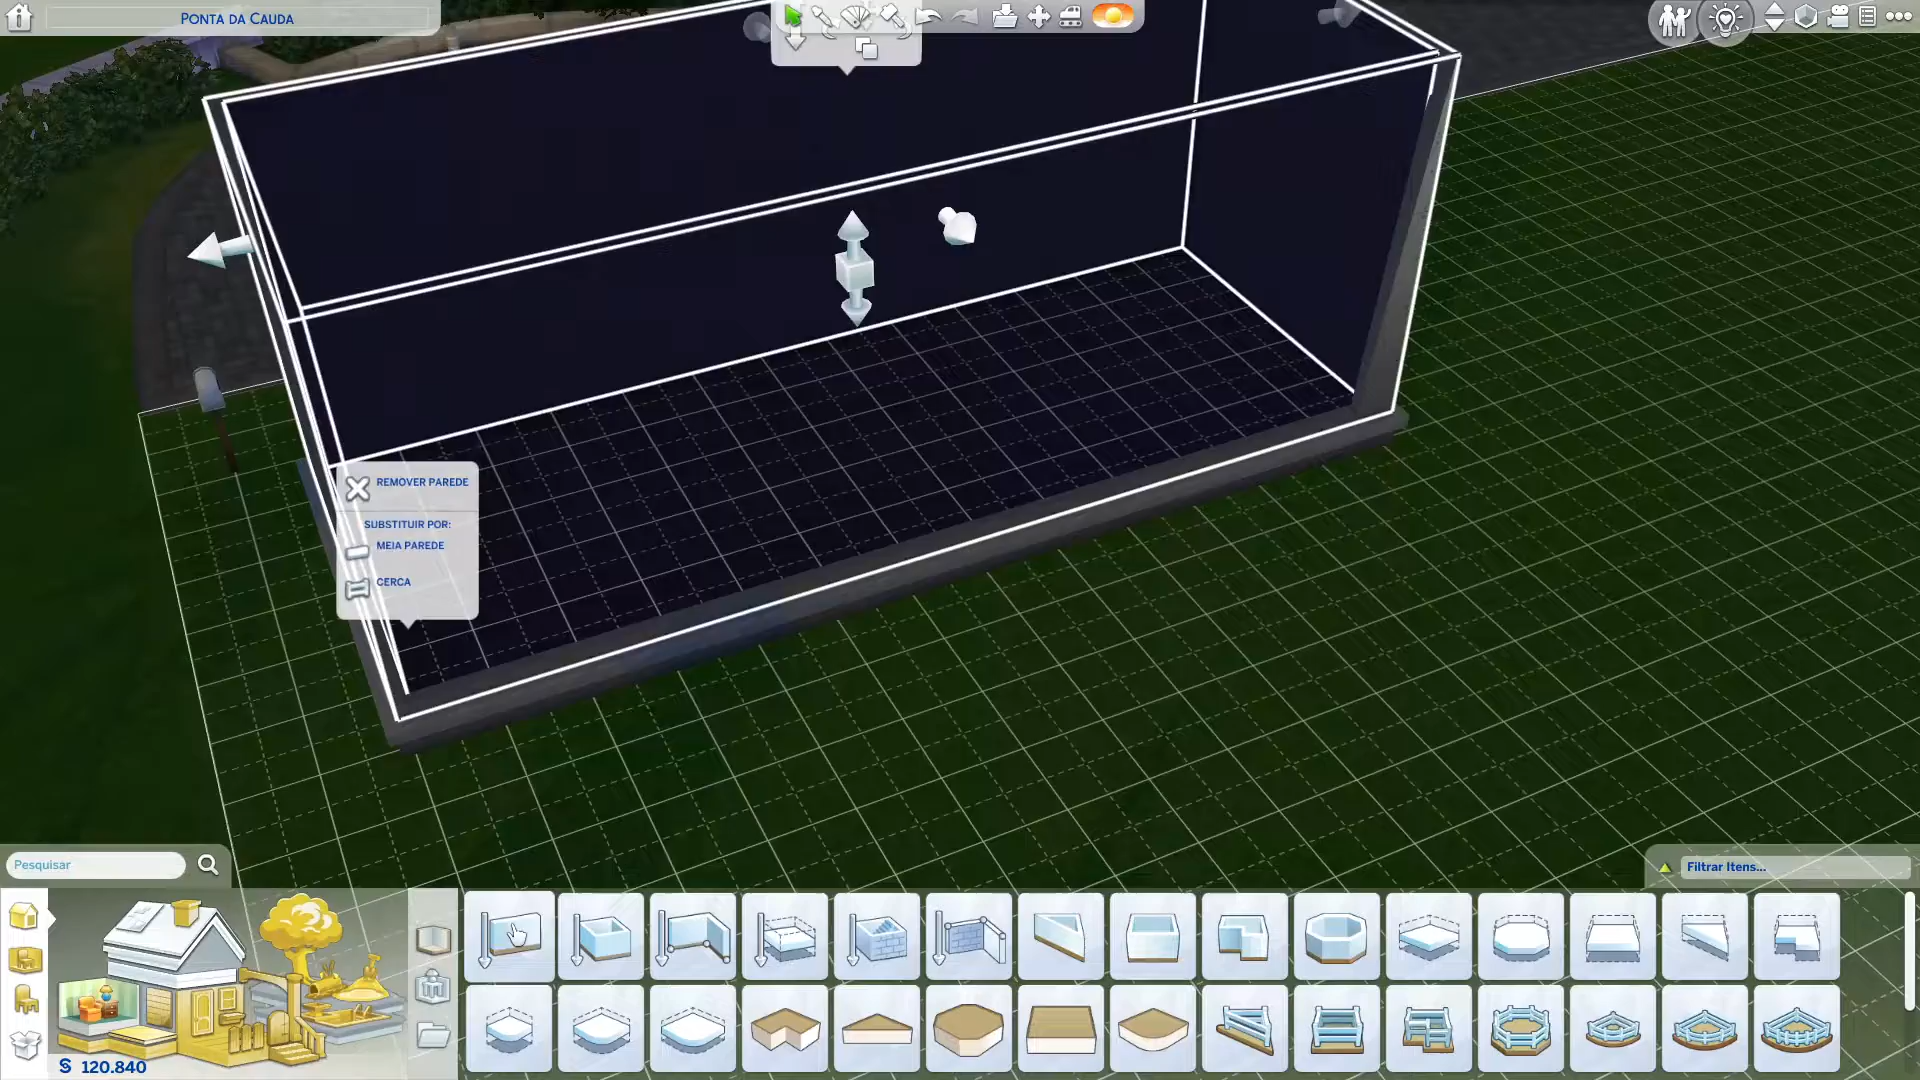 Ponta da Cauda
REMOVER PAREDE
SUBSTITUIR POR:
MEIA PAREDE
CERCA
Pesquisar
Filtrar Itens...
§ 120.840